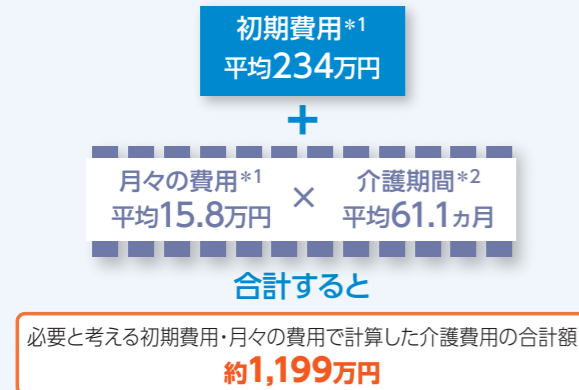 初期費用*1
平均234万円
+
月々の費用*1 × 介護期間*2
平均15.8万円 平均61.1ヵ月
合計すると
必要と考える初期費用・月々の費用で計算した介護費用の合計額
約1,199万円